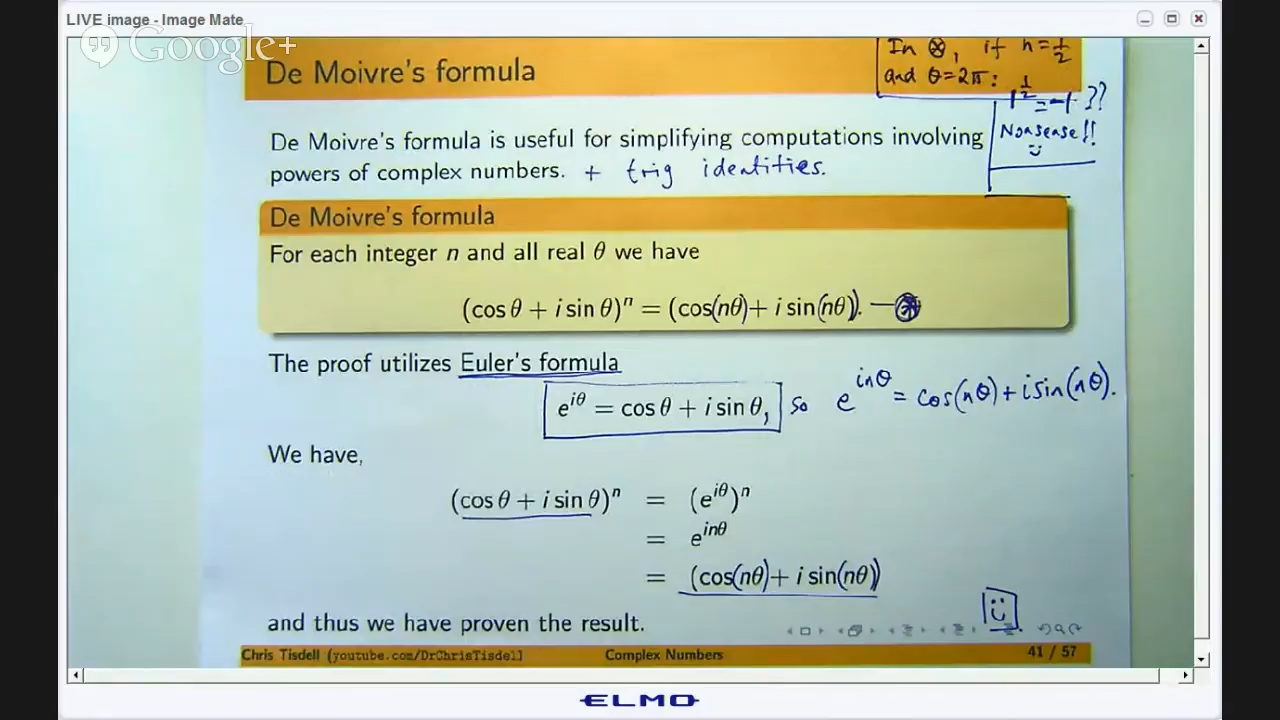 LIVE image - Image Mate
Google+
De Moivre's formula
In ⊗, if n = 1/2
and θ = 2π:
1^{1/2} = -1 ??
Nonsense!!
De Moivre's formula is useful for simplifying computations involving
powers of complex numbers. + trig identities.
De Moivre's formula
For each integer n and all real θ we have
(cos θ + i sin θ)^n = (cos(nθ) + i sin(nθ)). — ⊛
The proof utilizes Euler's formula
e^{iθ} = cos θ + i sin θ, so e^{inθ} = cos(nθ) + i sin(nθ).
We have,
(cos θ + i sin θ)^n = (e^{iθ})^n
= e^{inθ}
= (cos(nθ) + i sin(nθ))
and thus we have proven the result.
Chris Tisdell (youtube.com/DrChrisTisdell Complex Numbers 41 / 57
ELMO